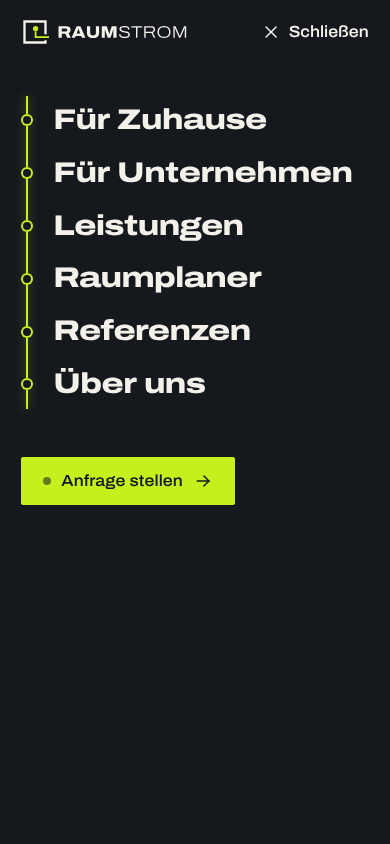 RAUMSTROM
Schließen
Für Zuhause
Für Unternehmen
Leistungen
Raumplaner
Referenzen
Über uns
Anfrage stellen